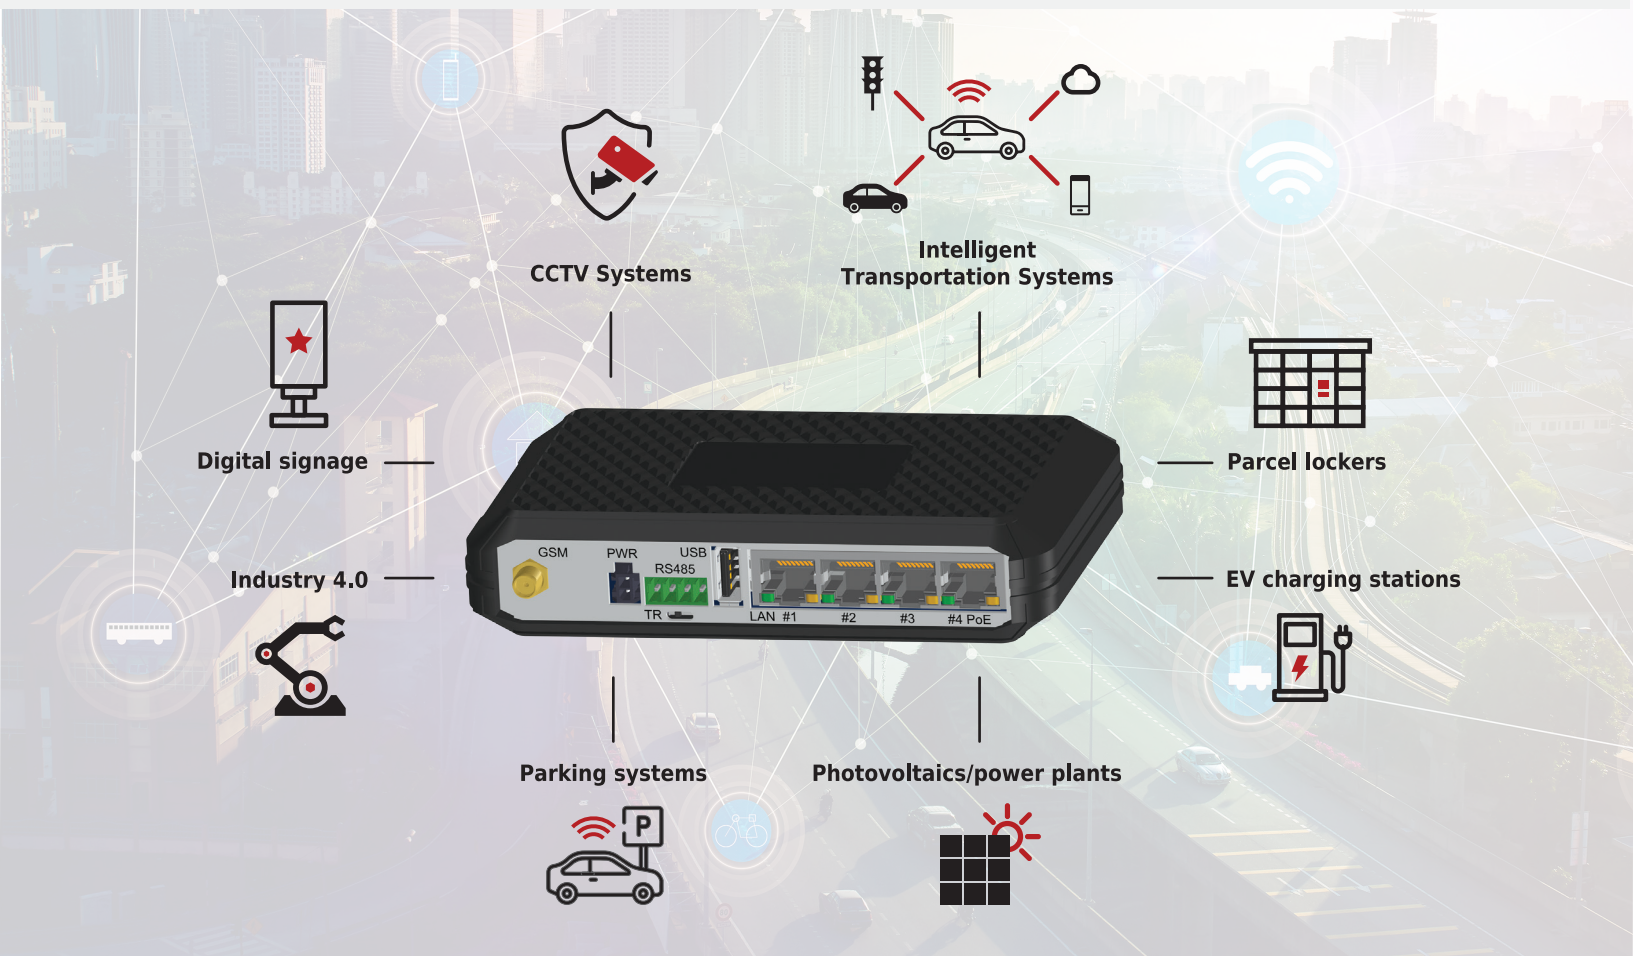 CCTV Systems
Intelligent
Transportation Systems
Digital signage
Parcel lockers
Industry 4.0
EV charging stations
GSM
PWR
USB
RS485
TR
LAN #1
#2
#3
#4 PoE
Parking systems
P
Photovoltaics/power plants